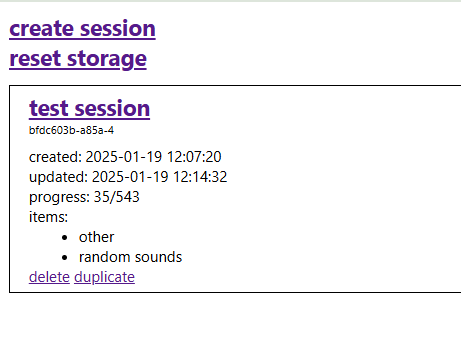 create session
reset storage
test session
bfdc603b-a85a-4
created: 2025-01-19 12:07:20
updated: 2025-01-19 12:14:32
progress: 35/543
items:
• other
• random sounds
delete duplicate